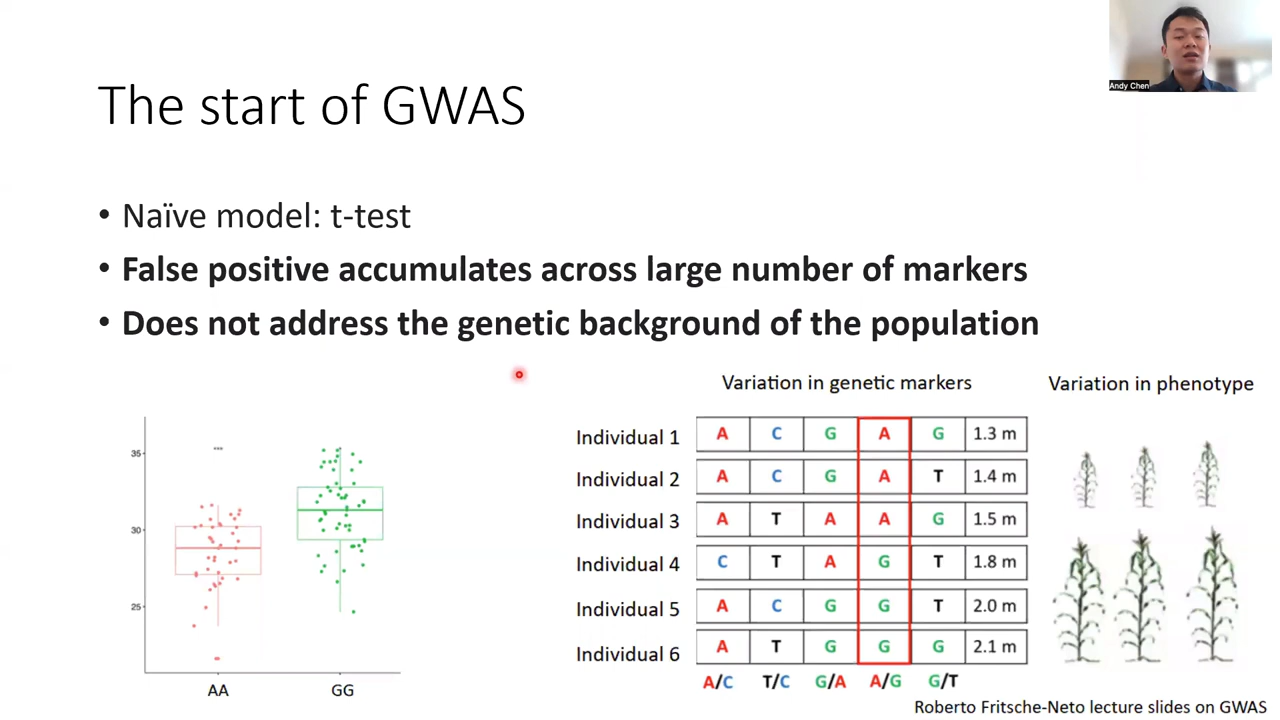 Andy Chen
The start of GWAS
• Naïve model: t-test
• False positive accumulates across large number of markers
• Does not address the genetic background of the population
Variation in genetic markers
Variation in phenotype
35
30
25
***
AA GG
Individual 1 A C G A G 1.3 m
Individual 2 A C G A T 1.4 m
Individual 3 A T A A G 1.5 m
Individual 4 C T A G T 1.8 m
Individual 5 A C G G T 2.0 m
Individual 6 A T G G G 2.1 m
A/C T/C G/A A/G G/T
Roberto Fritsche-Neto lecture slides on GWAS